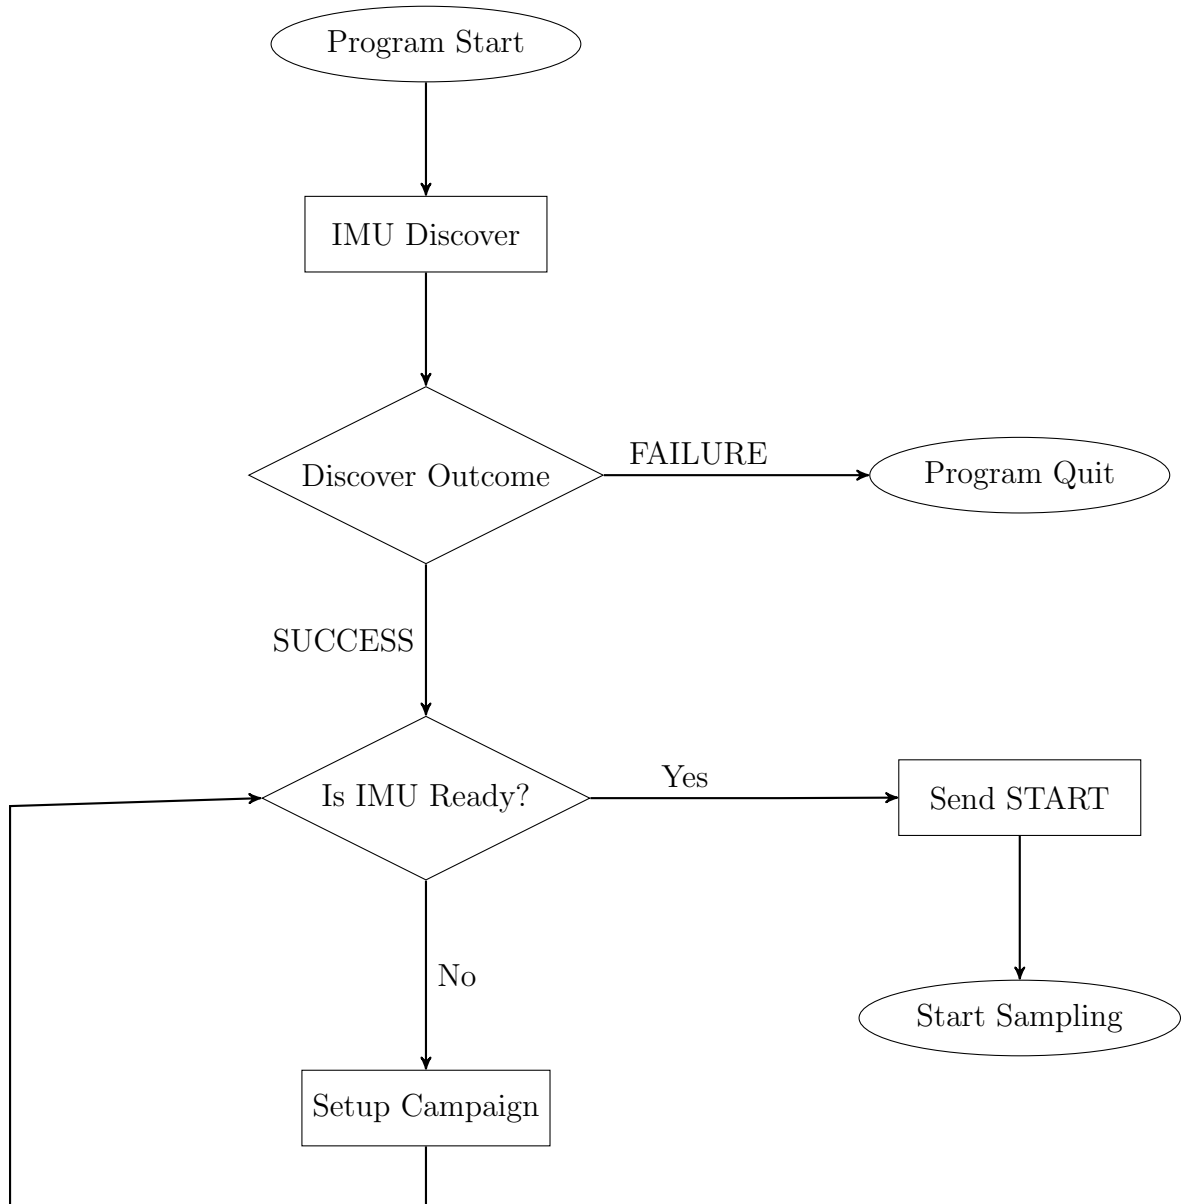 Program Start
IMU Discover
Discover Outcome
FAILURE
Program Quit
SUCCESS
Is IMU Ready?
Yes
Send START
No
Start Sampling
Setup Campaign